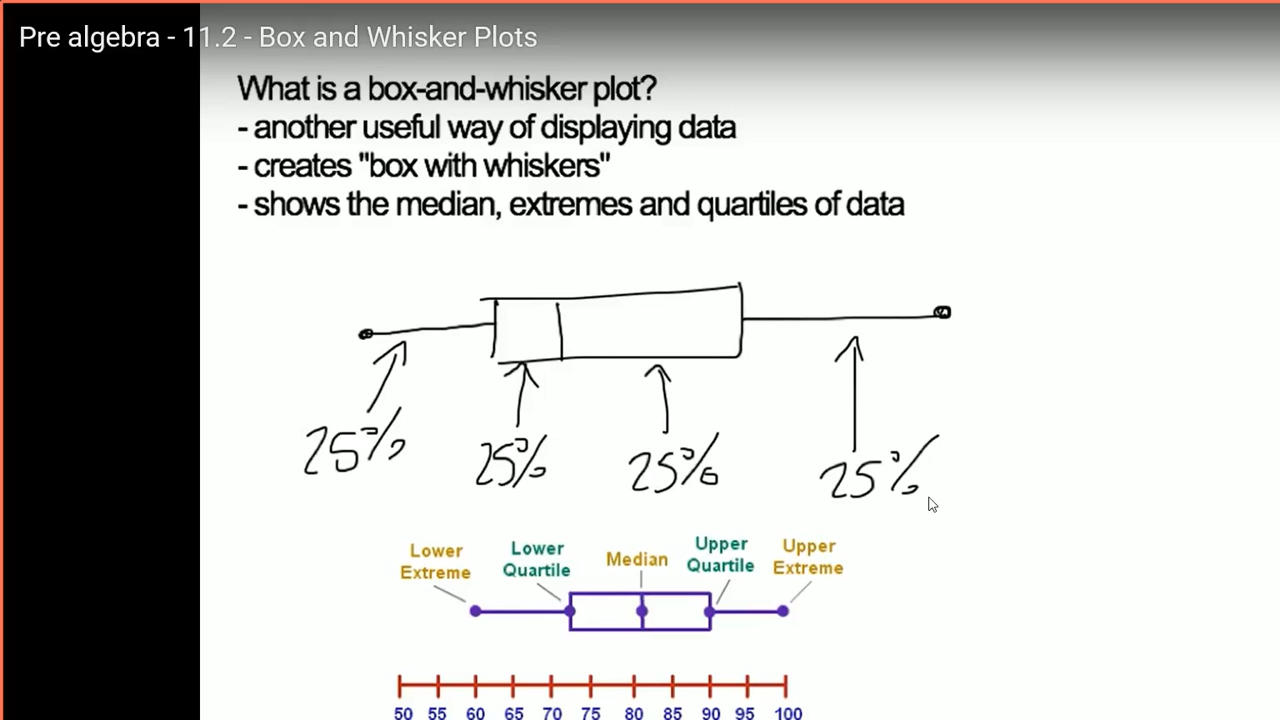 Pre algebra - 11.2 - Box and Whisker Plots
What is a box-and-whisker plot?
- another useful way of displaying data
- creates "box with whiskers"
- shows the median, extremes and quartiles of data
25% 25% 25% 25%
Lower Extreme
Lower Quartile
Median
Upper Quartile
Upper Extreme
50 55 60 65 70 75 80 85 90 95 100